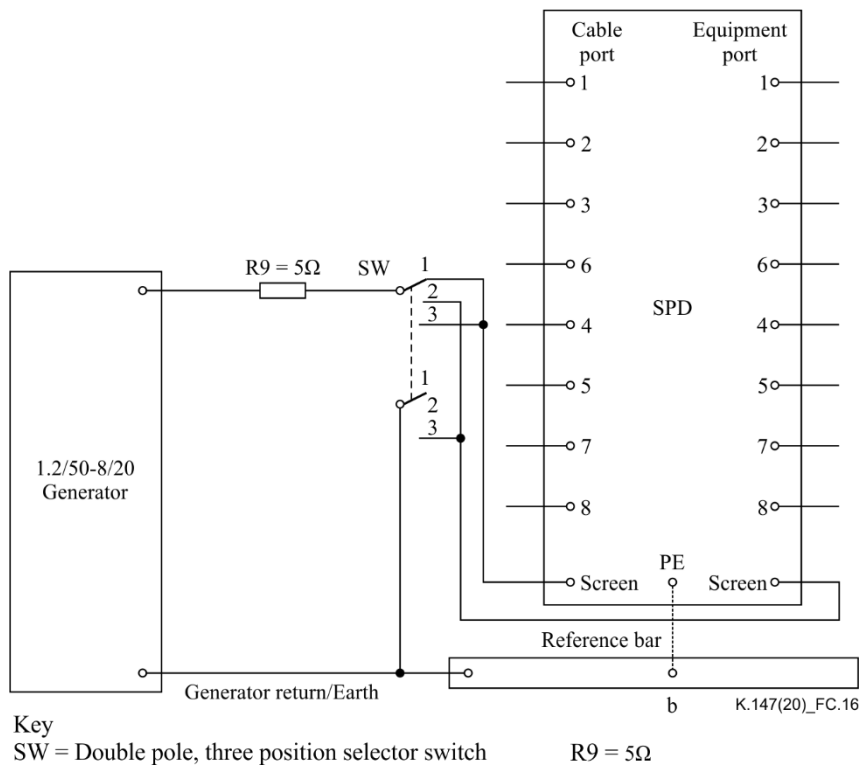 Cable port
Equipment port
1
1
2
2
3
3
6
6
4
4
5
5
7
7
8
8
SPD
R9 = 5Ω
SW
1
2
3
1
2
3
1.2/50-8/20
Generator
PE
Screen
Screen
Reference bar
Generator return/Earth
b
K.147(20)_FC.16
Key
SW = Double pole, three position selector switch
R9 = 5Ω